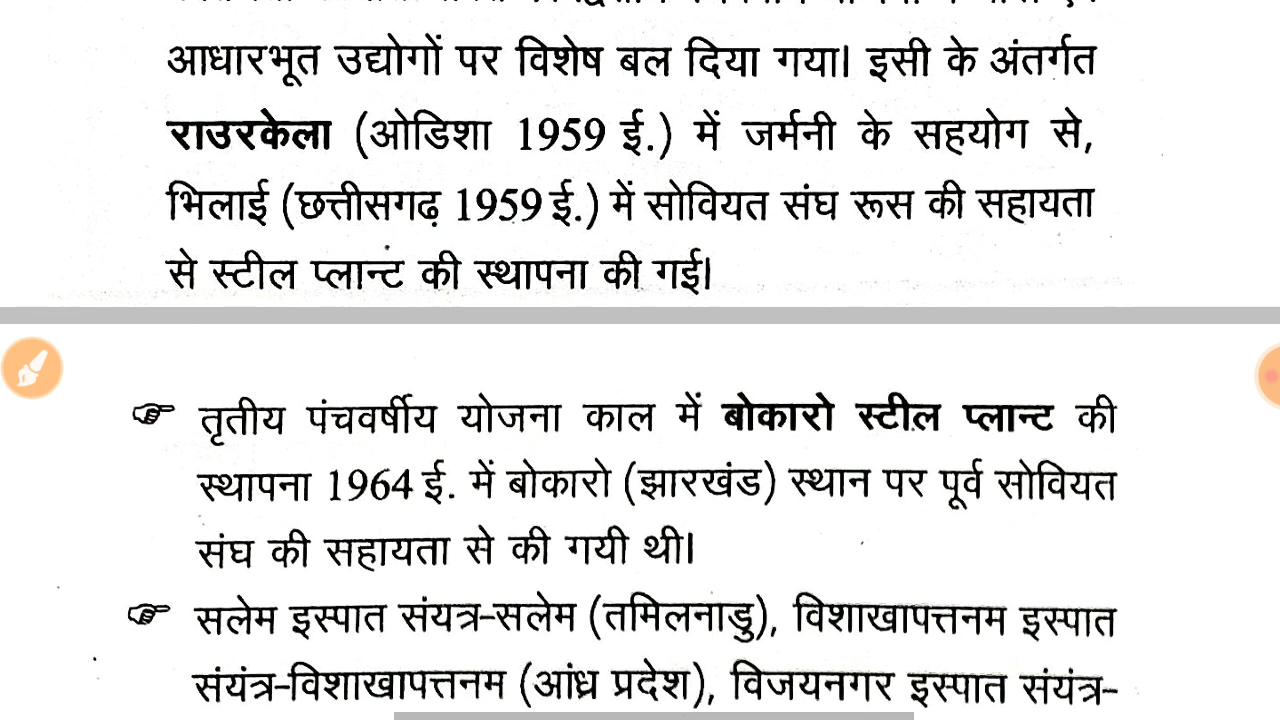 आधारभूत उद्योगों पर विशेष बल दिया गया। इसी के अंतर्गत
राउरकेला (ओडिशा 1959 ई.) में जर्मनी के सहयोग से,
भिलाई (छत्तीसगढ़ 1959 ई.) में सोवियत संघ रूस की सहायता
से स्टील प्लान्ट की स्थापना की गई।
☞ तृतीय पंचवर्षीय योजना काल में बोकारो स्टील प्लान्ट की
स्थापना 1964 ई. में बोकारो (झारखंड) स्थान पर पूर्व सोवियत
संघ की सहायता से की गयी थी।
☞ सलेम इस्पात संयत्र-सलेम (तमिलनाडु), विशाखापत्तनम इस्पात
संयंत्र-विशाखापत्तनम (आंध्र प्रदेश), विजयनगर इस्पात संयंत्र-